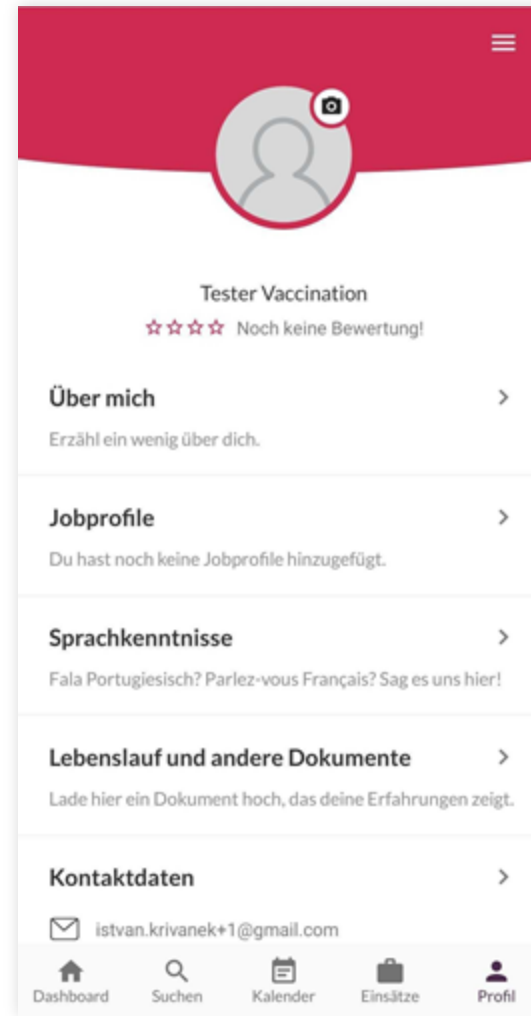 Tester Vaccination
Noch keine Bewertung!
Über mich
Erzähl ein wenig über dich.
Jobprofile
Du hast noch keine Jobprofile hinzugefügt.
Sprachkenntnisse
Fala Portugiesisch? Parlez-vous Français? Sag es uns hier!
Lebenslauf und andere Dokumente
Lade hier ein Dokument hoch, das deine Erfahrungen zeigt.
Kontaktdaten
istvan.krivanek+1@gmail.com
Dashboard Suchen Kalender Einsätze Profil